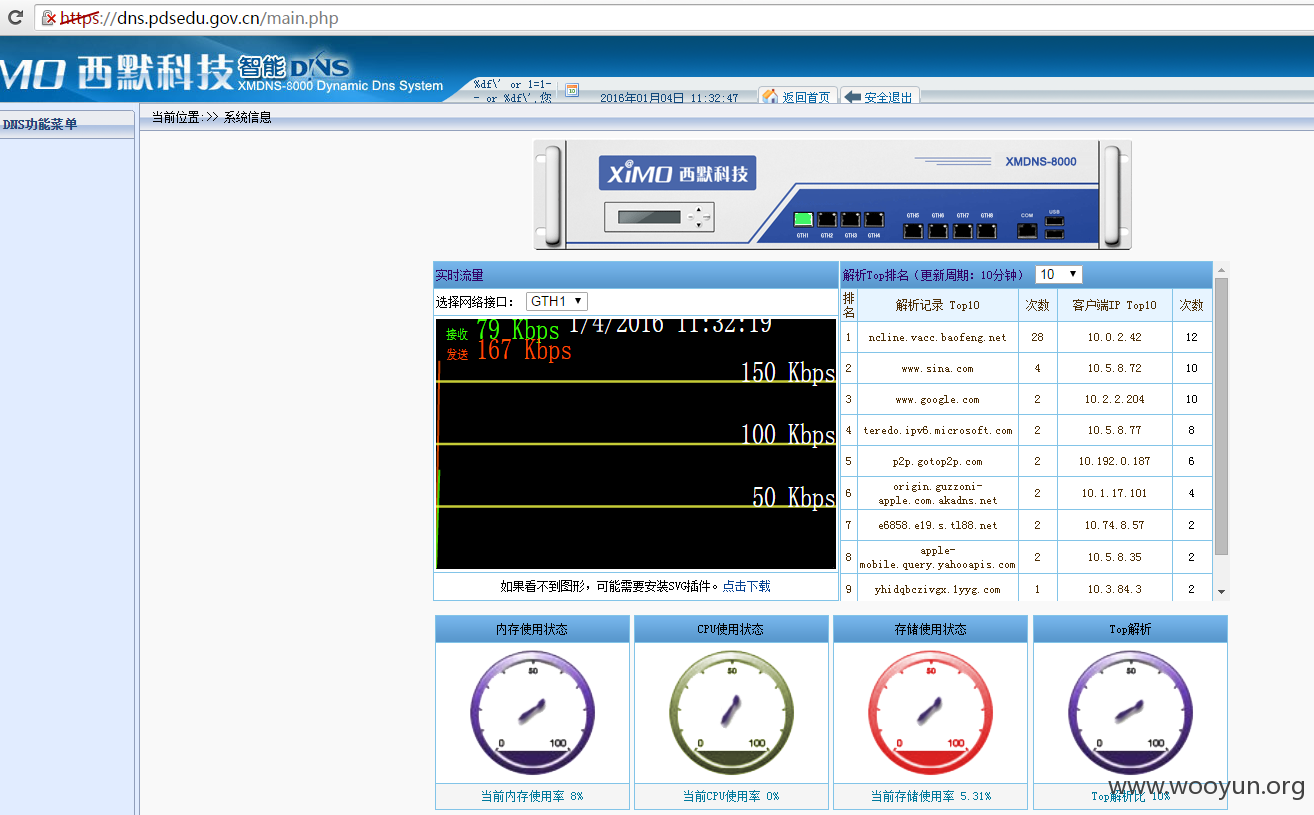 https://dns.pdsedu.gov.cn/main.php
MO 西默科技 智能DNS
XMDNS-8000 Dynamic Dns System
%df\' or 1=1-
- or %df\',您
2016年01月04日 11:32:47
返回首页
安全退出
DNS功能菜单
当前位置:>> 系统信息
XiMO 西默科技
XMDNS-8000
GTH5 GTH6 GTH7 GTH8 COM USB
GTH1 GTH2 GTH3 GTH4
实时流量
选择网络接口: GTH1
接收 79 Kbps 1/4/2016 11:32:19
发送 167 Kbps
150 Kbps
100 Kbps
50 Kbps
如果看不到图形，可能需要安装SVG插件。点击下载
解析Top排名（更新周期: 10分钟） 10
排名 解析记录 Top10 次数 客户端IP Top10 次数
1 ncline.vacc.baofeng.net 28 10.0.2.42 12
2 www.sina.com 4 10.5.8.72 10
3 www.google.com 2 10.2.2.204 10
4 teredo.ipv6.microsoft.com 2 10.5.8.77 8
5 p2p.gotop2p.com 2 10.192.0.187 6
6 origin.guzzoni-apple.com.akadns.net 2 10.1.17.101 4
7 e6858.e19.s.tl88.net 2 10.74.8.57 2
8 apple-mobile.query.yahooapis.com 2 10.5.8.35 2
9 yhidqbczivgx.1yyg.com 1 10.3.84.3 2
内存使用状态 CPU使用状态 存储使用状态 Top解析
50 50 50 50
0 100 0 100 0 100 0 100
当前内存使用率 8% 当前CPU使用率 0% 当前存储使用率 5.31% Top解析比 10%
www.wooyun.org